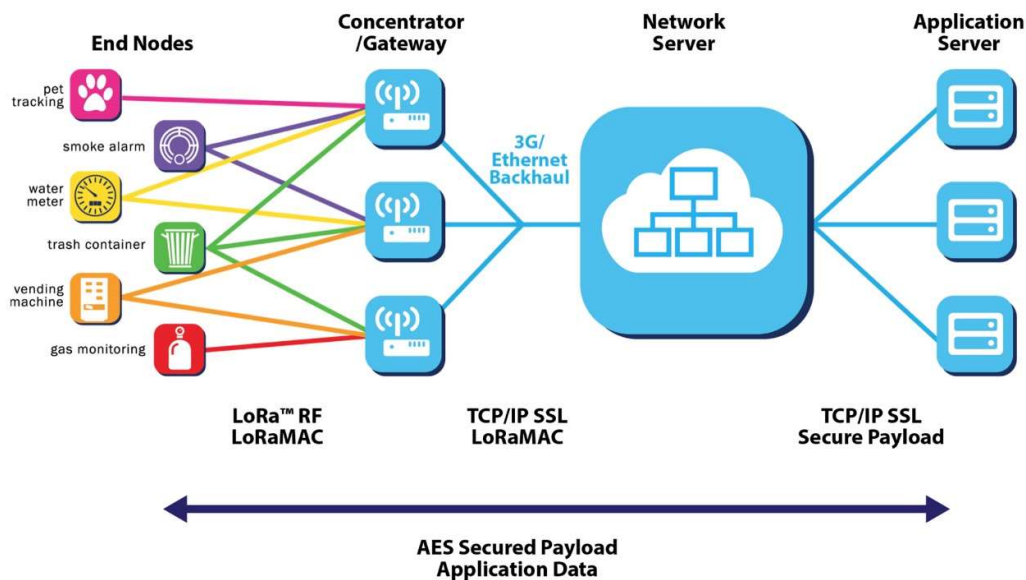 End Nodes
Concentrator
/Gateway
Network
Server
Application
Server
pet
tracking
smoke alarm
water
meter
trash container
vending
machine
gas monitoring
3G/
Ethernet
Backhaul
LoRa™ RF
LoRaMAC
TCP/IP SSL
LoRaMAC
TCP/IP SSL
Secure Payload
AES Secured Payload
Application Data